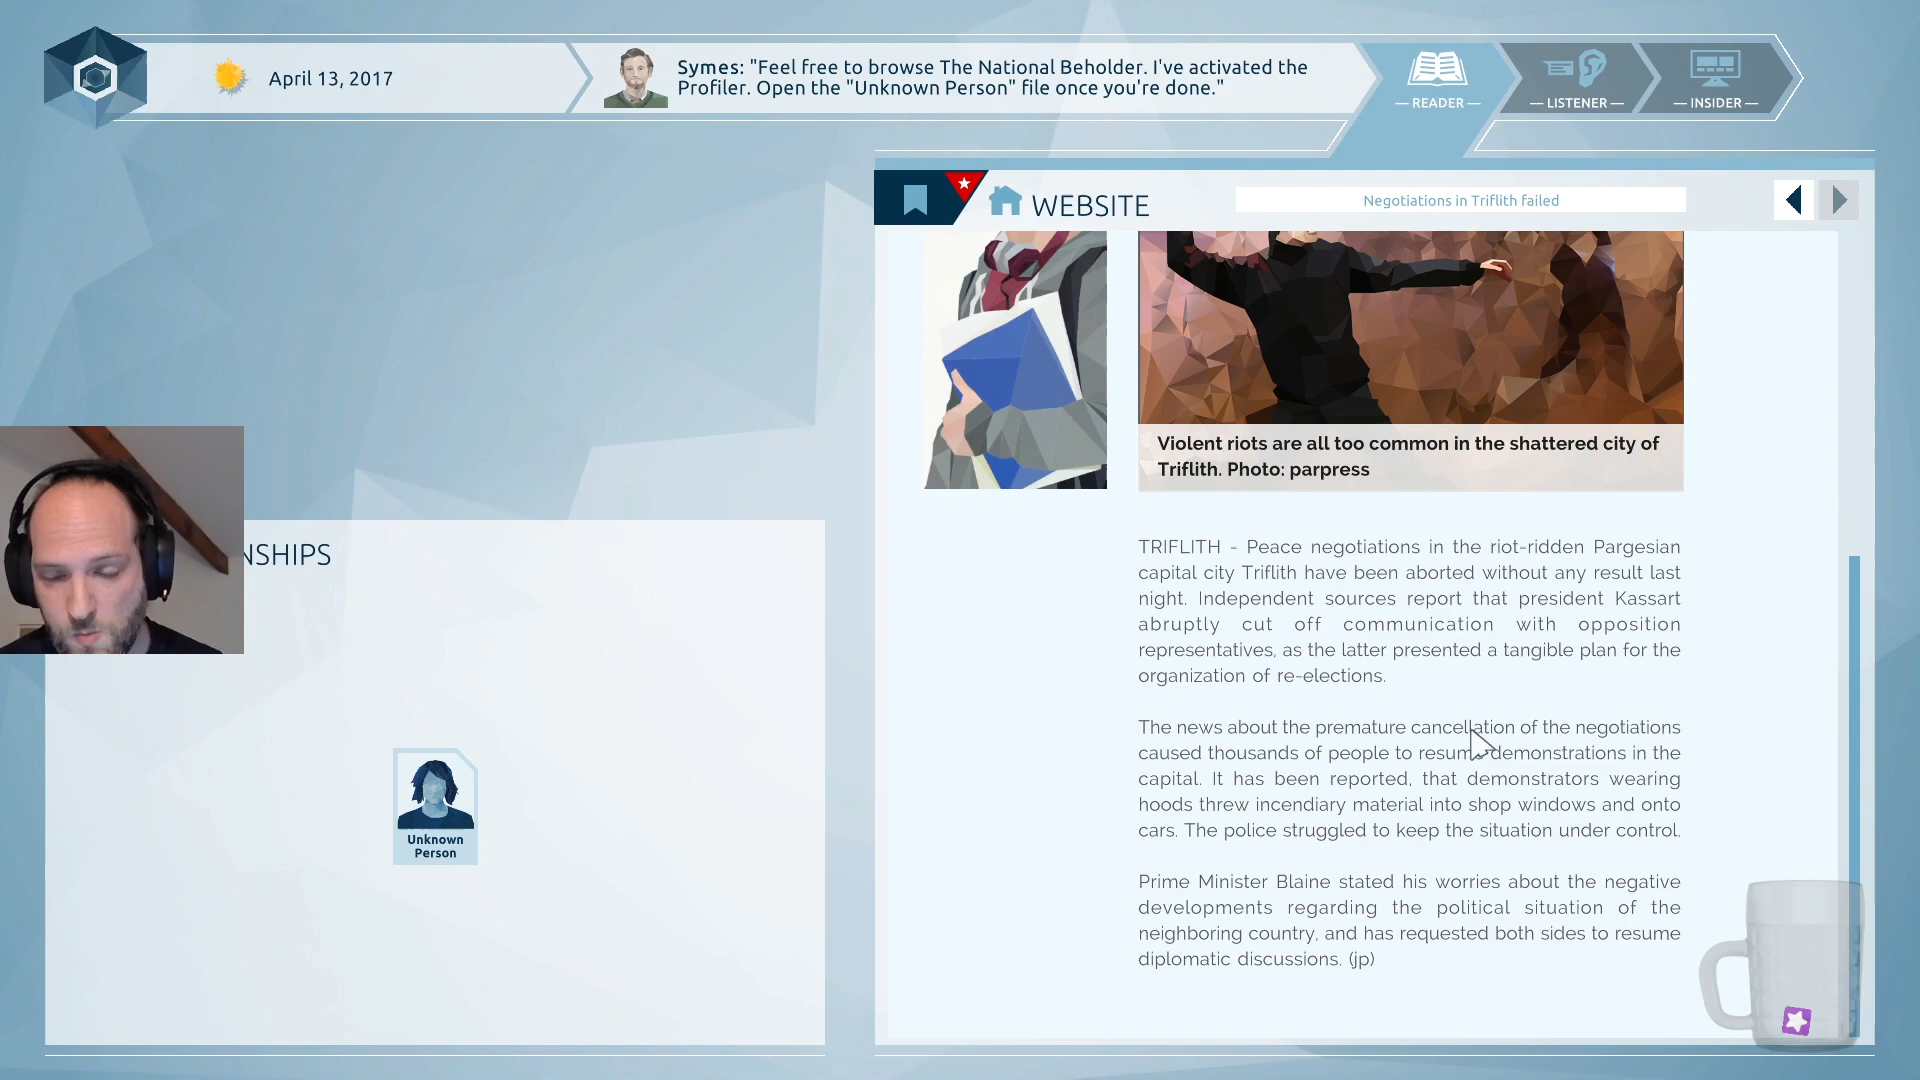 April 13, 2017
Symes: "Feel free to browse The National Beholder. I've activated the
Profiler. Open the "Unknown Person" file once you're done."
— READER —
— LISTENER —
— INSIDER —
WEBSITE
Negotiations in Triflith failed
Violent riots are all too common in the shattered city of
Triflith. Photo: parpress
NSHIPS
Unknown
Person
TRIFLITH - Peace negotiations in the riot-ridden Pargesian
capital city Triflith have been aborted without any result last
night. Independent sources report that president Kassart
abruptly cut off communication with opposition
representatives, as the latter presented a tangible plan for the
organization of re-elections.
The news about the premature cancellation of the negotiations
caused thousands of people to resume demonstrations in the
capital. It has been reported, that demonstrators wearing
hoods threw incendiary material into shop windows and onto
cars. The police struggled to keep the situation under control.
Prime Minister Blaine stated his worries about the negative
developments regarding the political situation of the
neighboring country, and has requested both sides to resume
diplomatic discussions. (jp)